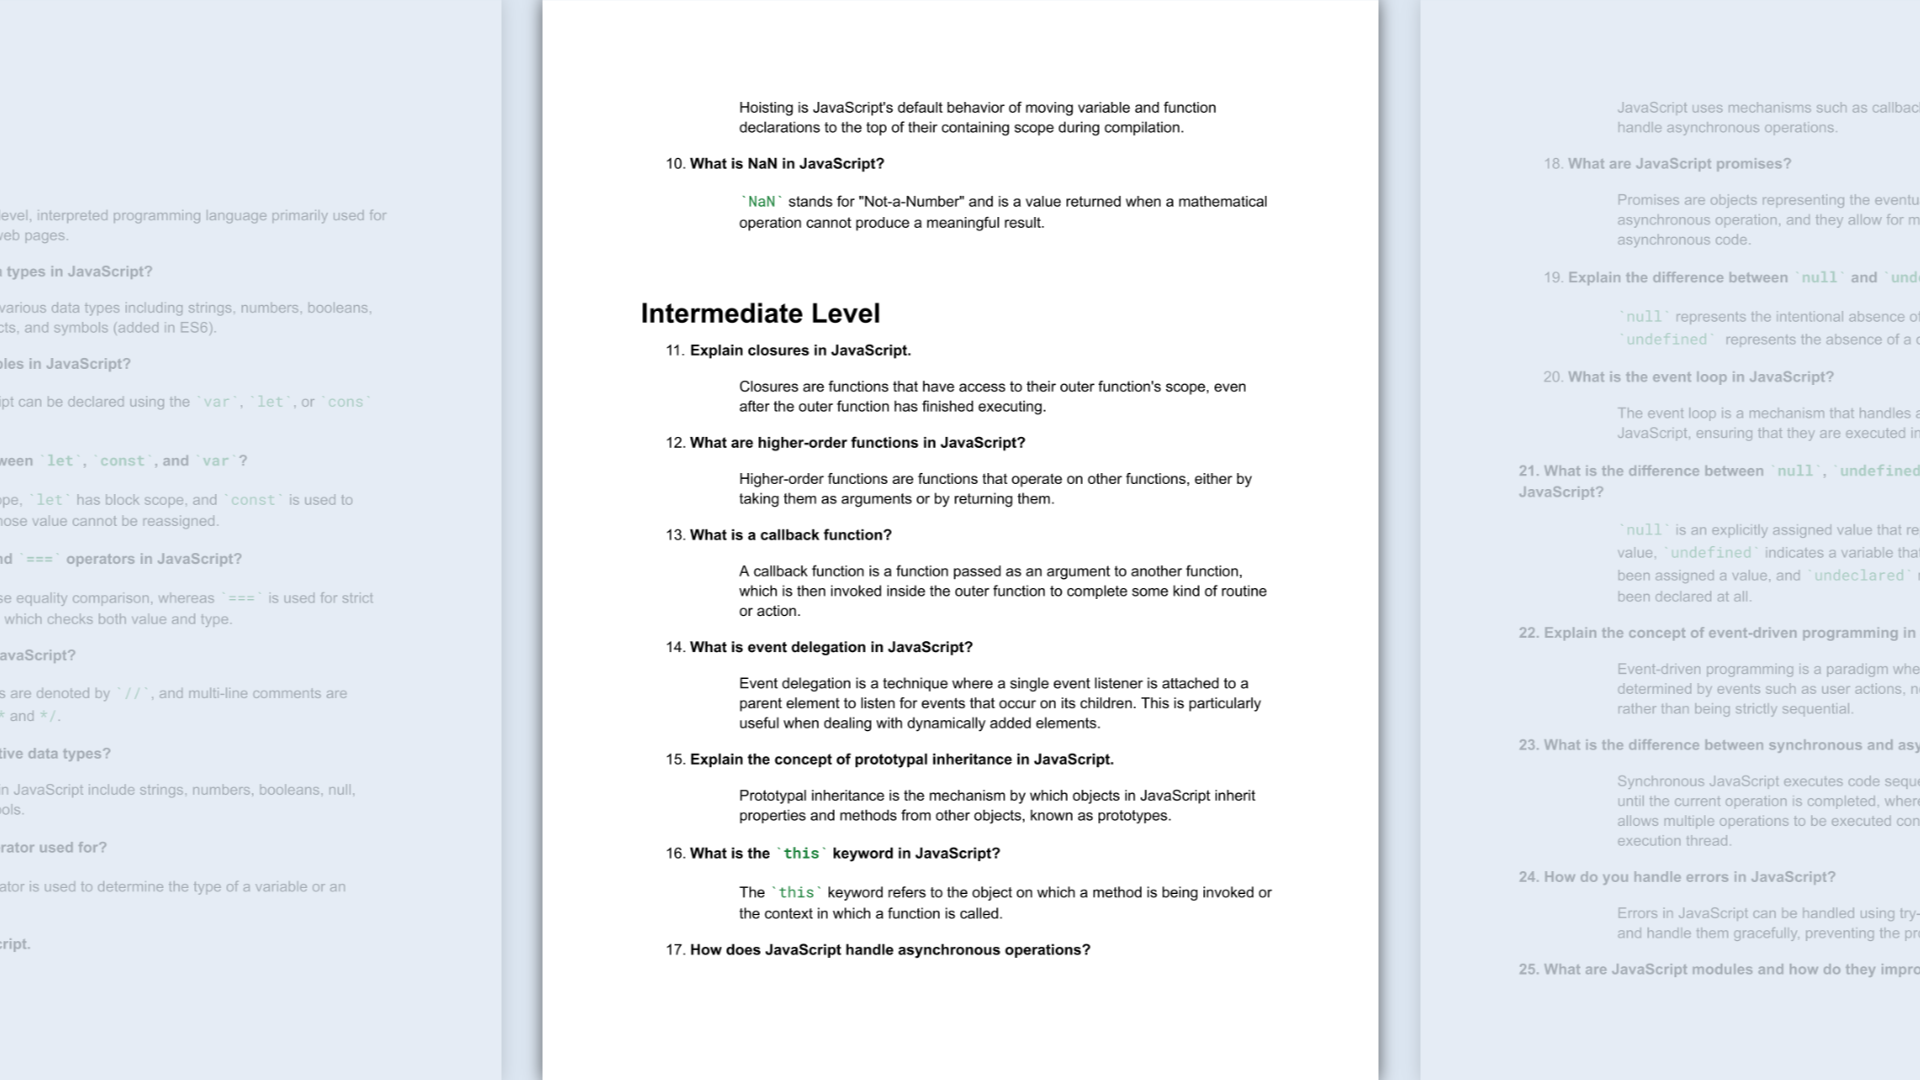 level, interpreted programming language primarily used for
web pages.
types in JavaScript?
various data types including strings, numbers, booleans,
cts, and symbols (added in ES6).
bles in JavaScript?
ipt can be declared using the `var`, `let`, or `cons`
ween `let`, `const`, and `var`?
ope, `let` has block scope, and `const` is used to
hose value cannot be reassigned.
nd `===` operators in JavaScript?
se equality comparison, whereas `===` is used for strict
which checks both value and type.
avaScript?
s are denoted by `//`, and multi-line comments are
* and */.
tive data types?
in JavaScript include strings, numbers, booleans, null,
ools.
rator used for?
ator is used to determine the type of a variable or an
cript.
Hoisting is JavaScript's default behavior of moving variable and function
declarations to the top of their containing scope during compilation.
10. What is NaN in JavaScript?
`NaN` stands for "Not-a-Number" and is a value returned when a mathematical
operation cannot produce a meaningful result.
Intermediate Level
11. Explain closures in JavaScript.
Closures are functions that have access to their outer function's scope, even
after the outer function has finished executing.
12. What are higher-order functions in JavaScript?
Higher-order functions are functions that operate on other functions, either by
taking them as arguments or by returning them.
13. What is a callback function?
A callback function is a function passed as an argument to another function,
which is then invoked inside the outer function to complete some kind of routine
or action.
14. What is event delegation in JavaScript?
Event delegation is a technique where a single event listener is attached to a
parent element to listen for events that occur on its children. This is particularly
useful when dealing with dynamically added elements.
15. Explain the concept of prototypal inheritance in JavaScript.
Prototypal inheritance is the mechanism by which objects in JavaScript inherit
properties and methods from other objects, known as prototypes.
16. What is the `this` keyword in JavaScript?
The `this` keyword refers to the object on which a method is being invoked or
the context in which a function is called.
17. How does JavaScript handle asynchronous operations?
JavaScript uses mechanisms such as callbac
handle asynchronous operations.
18. What are JavaScript promises?
Promises are objects representing the eventu
asynchronous operation, and they allow for m
asynchronous code.
19. Explain the difference between `null` and `und
`null` represents the intentional absence of
`undefined` represents the absence of a
20. What is the event loop in JavaScript?
The event loop is a mechanism that handles a
JavaScript, ensuring that they are executed in
21. What is the difference between `null`, `undefined
JavaScript?
`null` is an explicitly assigned value that re
value, `undefined` indicates a variable tha
been assigned a value, and `undeclared`
been declared at all.
22. Explain the concept of event-driven programming in
Event-driven programming is a paradigm whe
determined by events such as user actions, n
rather than being strictly sequential.
23. What is the difference between synchronous and asy
Synchronous JavaScript executes code seque
until the current operation is completed, where
allows multiple operations to be executed con
execution thread.
24. How do you handle errors in JavaScript?
Errors in JavaScript can be handled using try-
and handle them gracefully, preventing the pr
25. What are JavaScript modules and how do they impro